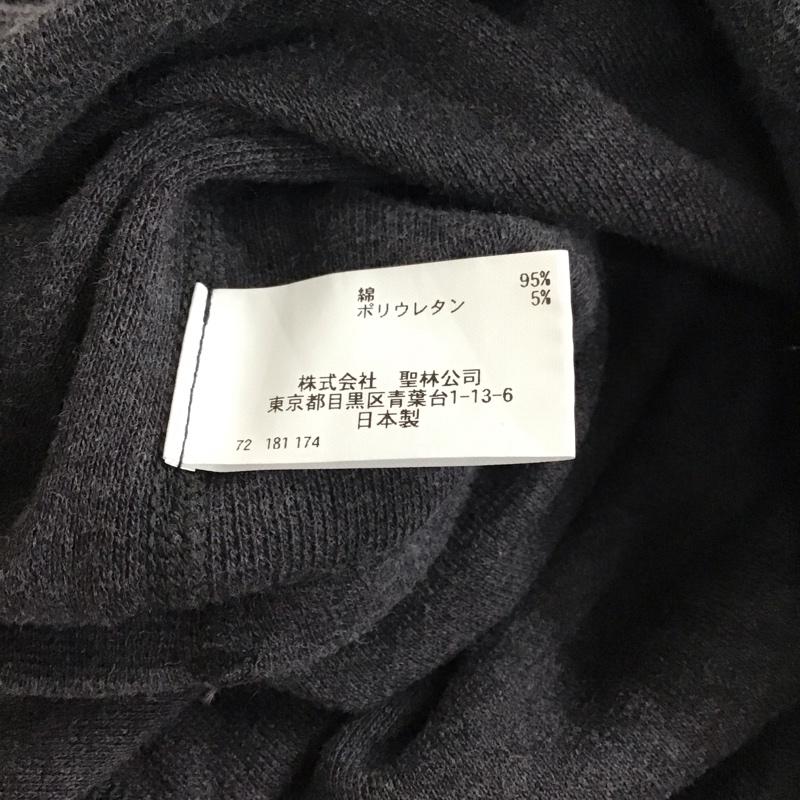 綿 95%
ポリウレタン 5%
株式会社 聖林公司
東京都目黒区青葉台1-13-6
日本製
72 181 174